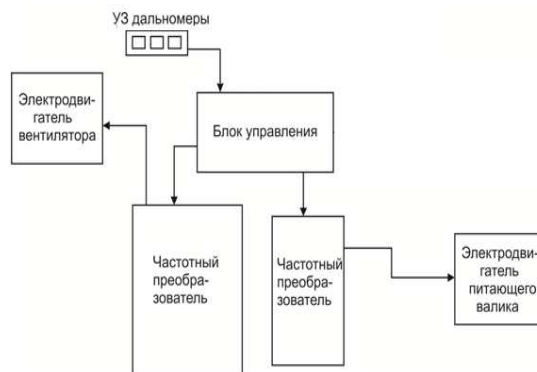 УЗ дальномеры
Электродви-
гатель
вентилятора
Блок управления
Частотный
преобра-
зователь
Частотный
преобра-
зователь
Электродви-
гатель
питающего
валика